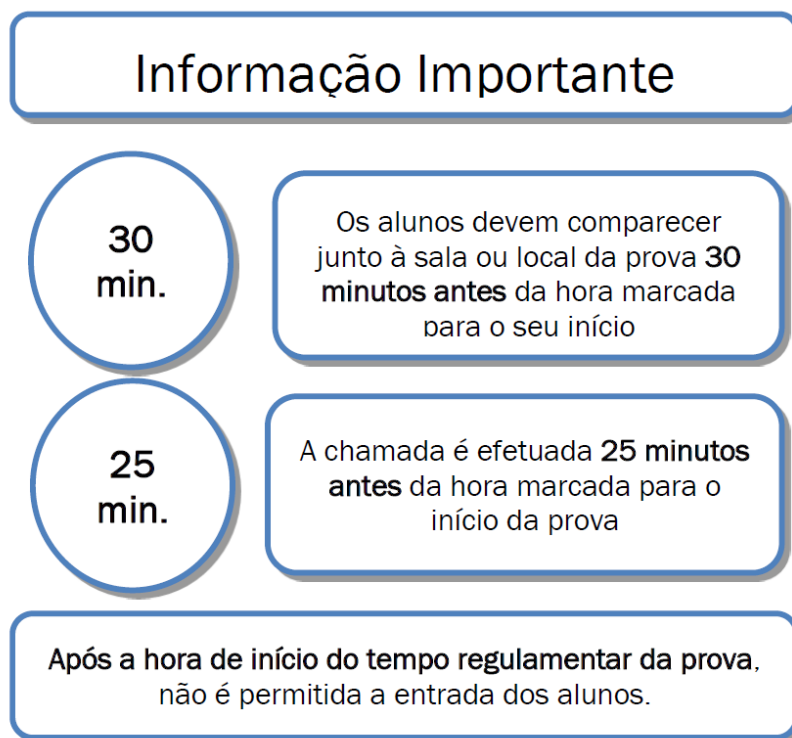 Informação Importante
30
min.
Os alunos devem comparecer
junto à sala ou local da prova 30
minutos antes da hora marcada
para o seu início
25
min.
A chamada é efetuada 25 minutos
antes da hora marcada para o
início da prova
Após a hora de início do tempo regulamentar da prova,
não é permitida a entrada dos alunos.